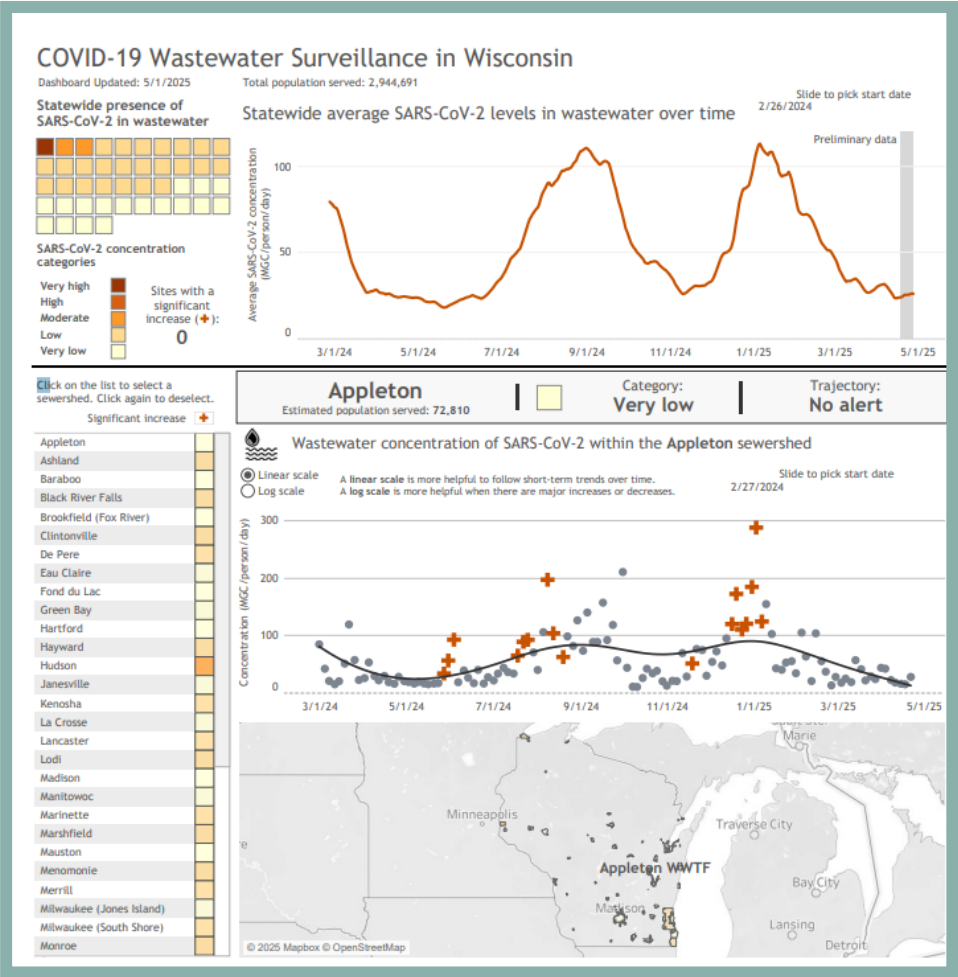 COVID-19 Wastewater Surveillance in Wisconsin
Dashboard Updated: 5/1/2025
Total population served: 2,944,691
Statewide presence of
SARS-CoV-2 in wastewater
SARS-CoV-2 concentration
categories
Very high
High
Moderate
Low
Very low
Sites with a
significant
increase (+):
0
Statewide average SARS-CoV-2 levels in wastewater over time
Slide to pick start date
2/26/2024
Preliminary data
Average SARS-CoV-2 concentration
(MGC/person/day)
100
50
0
3/1/24
5/1/24
7/1/24
9/1/24
11/1/24
1/1/25
3/1/25
5/1/25
Click on the list to select a
sewershed. Click again to deselect.
Significant increase +
Appleton
Ashland
Baraboo
Black River Falls
Brookfield (Fox River)
Clintonville
De Pere
Eau Claire
Fond du Lac
Green Bay
Hartford
Hayward
Hudson
Janesville
Kenosha
La Crosse
Lancaster
Lodi
Madison
Manitowoc
Marinette
Marshfield
Mauston
Menomonie
Merrill
Milwaukee (Jones Island)
Milwaukee (South Shore)
Monroe
Appleton
Estimated population served: 72,810
Category:
Very low
Trajectory:
No alert
Wastewater concentration of SARS-CoV-2 within the Appleton sewershed
Linear scale
Log scale
A linear scale is more helpful to follow short-term trends over time.
A log scale is more helpful when there are major increases or decreases.
Slide to pick start date
2/27/2024
Concentration (MGC/person/day)
300
200
100
0
3/1/24
5/1/24
7/1/24
9/1/24
11/1/24
1/1/25
3/1/25
5/1/25
Marie
Minneapolis
Traverse City
Appleton WWTF
Bay City
Madison
Lansing
Detroit
© 2025 Mapbox © OpenStreetMap